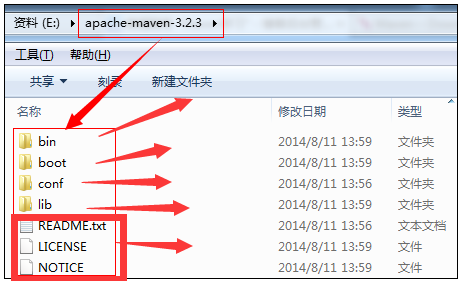 资料 (E:) ▶ apache-maven-3.2.3 ▶
工具(T) 帮助(H)
共享 ▼ 刻录 新建文件夹
名称 修改日期 类型
bin 2014/8/11 13:59 文件夹
boot 2014/8/11 13:59 文件夹
conf 2014/8/11 13:56 文件夹
lib 2014/8/11 13:59 文件夹
README.txt 2014/8/11 13:56 文本文档
LICENSE 2014/8/11 13:59 文件
NOTICE 2014/8/11 13:59 文件